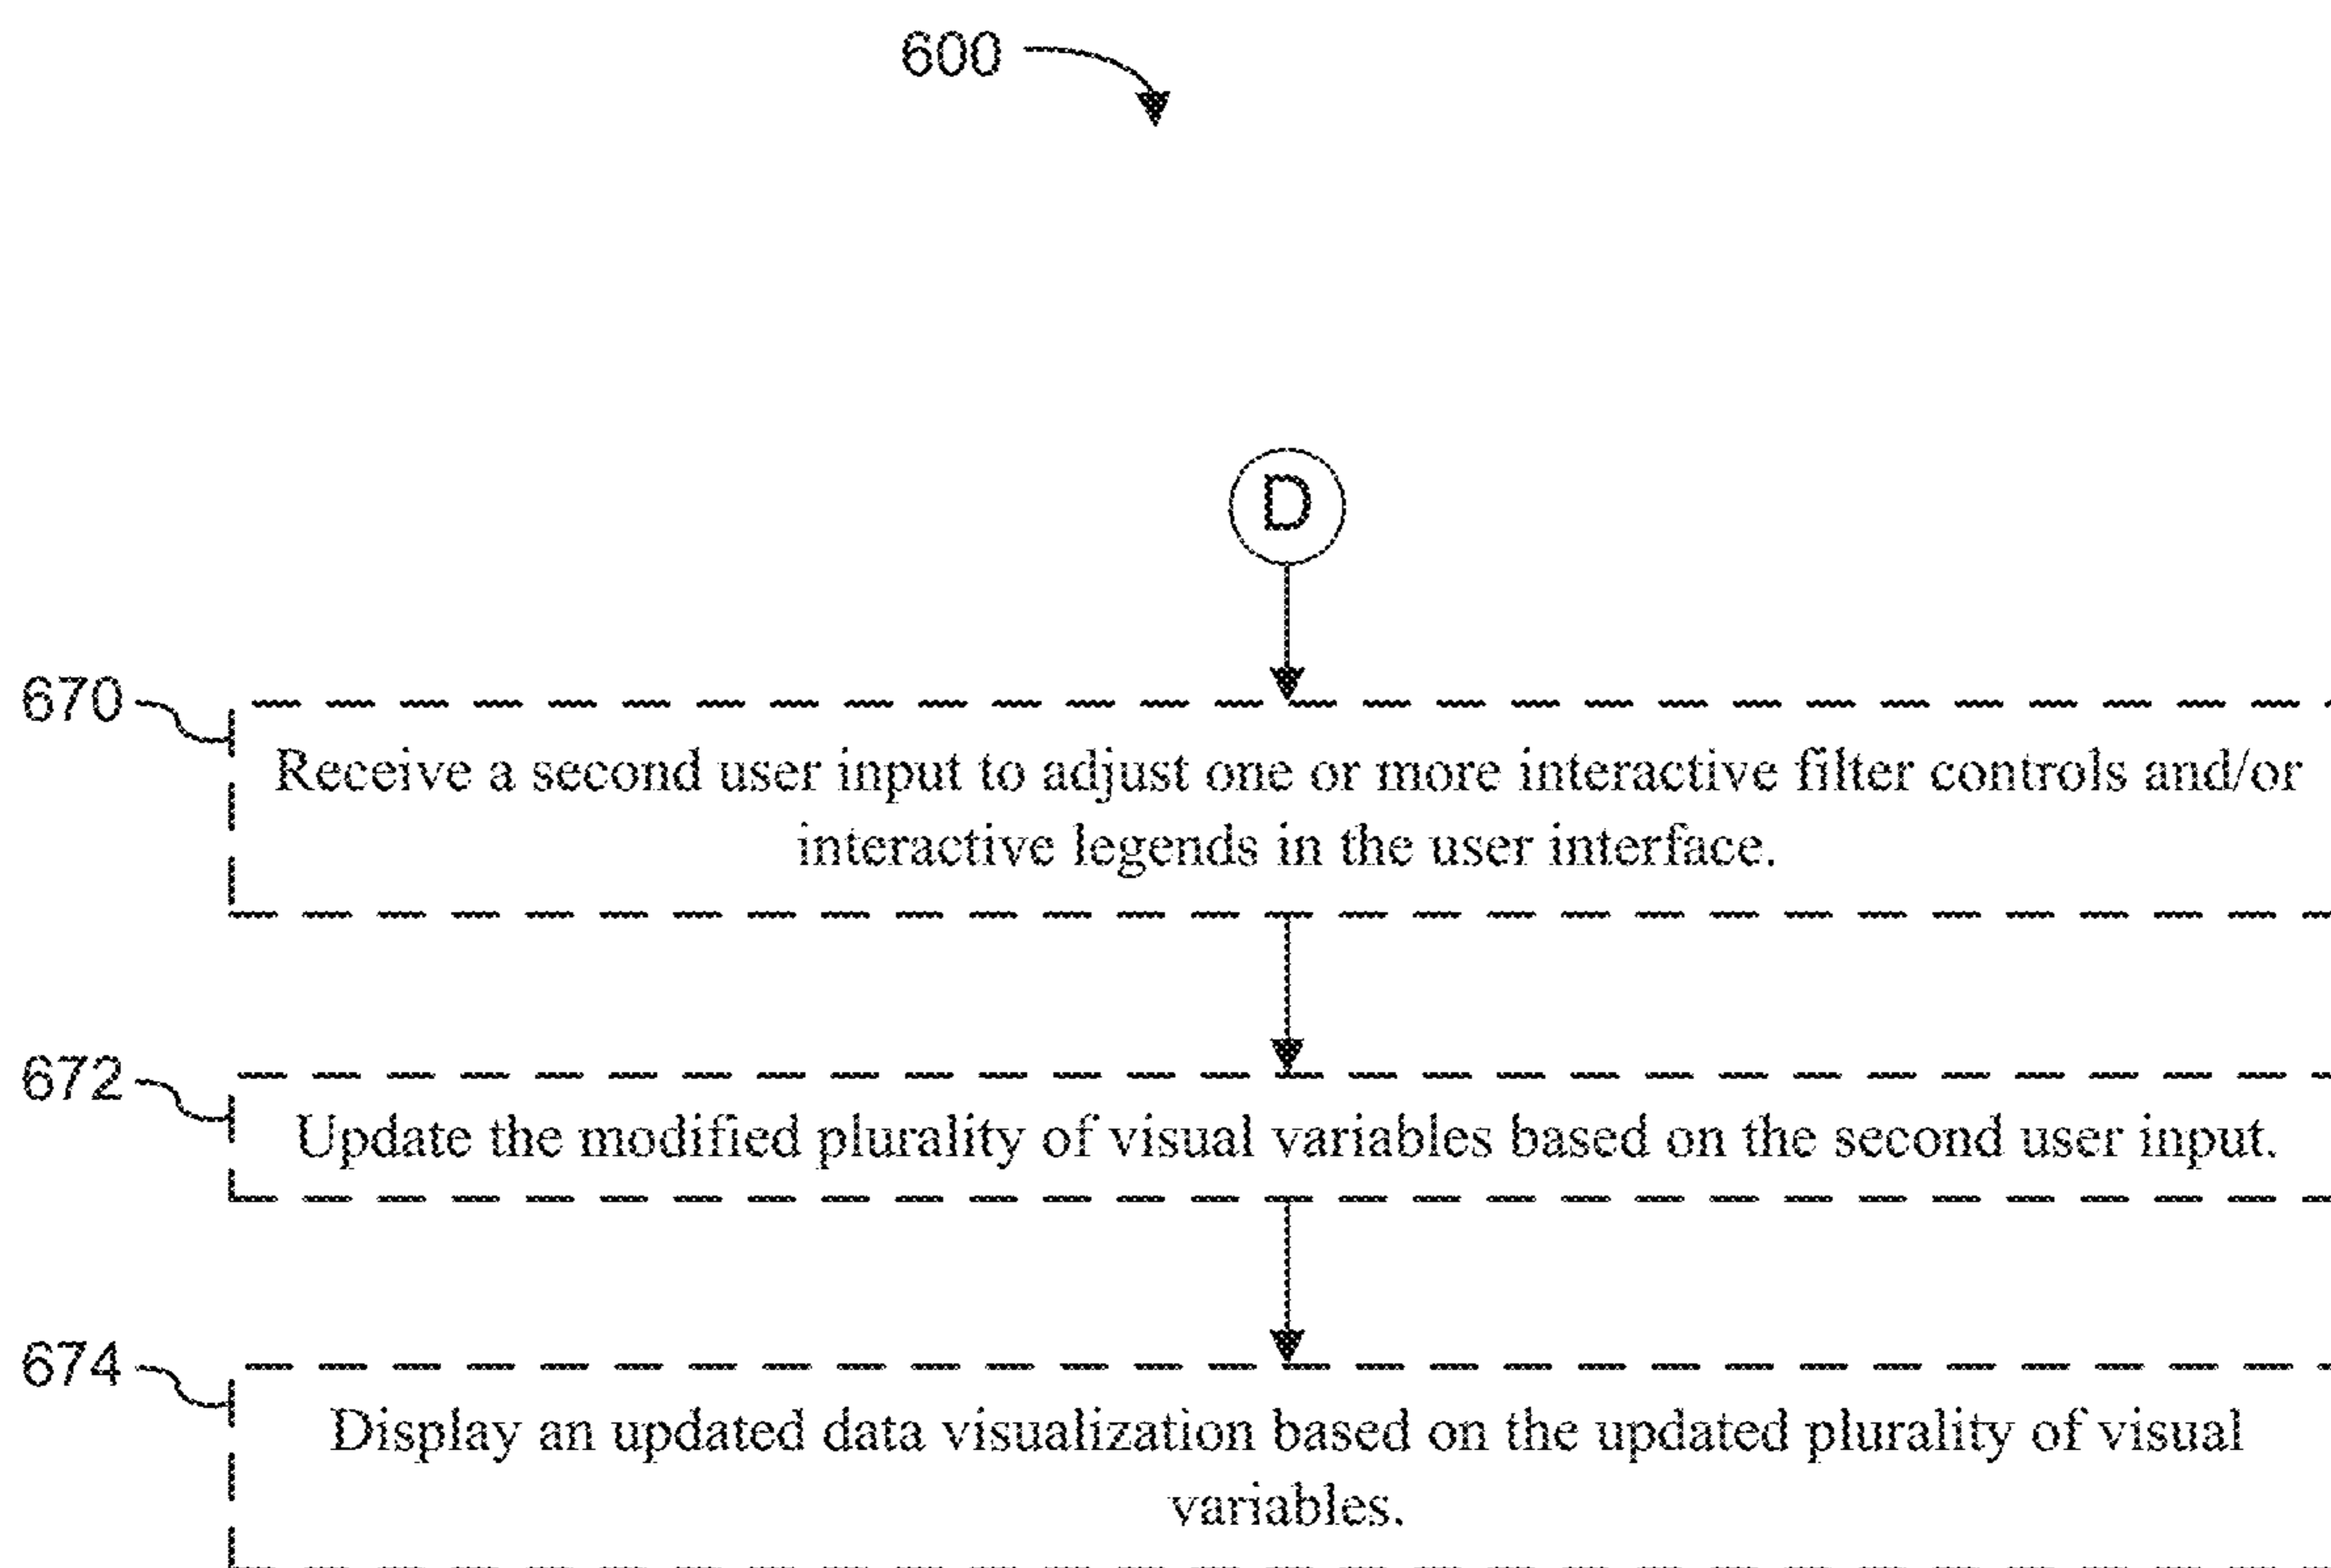 600
D
670
Receive a second user input to adjust one or more interactive filter controls and/or
interactive legends in the user interface.
672
Update the modified plurality of visual variables based on the second user input.
674
Display an updated data visualization based on the updated plurality of visual
variables.